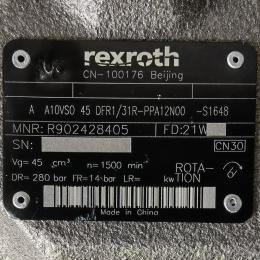 rexroth
CN-100176 Beijing
A A10VSO 45 DFR1/31R-PPA12N00 -S1648
MNR: R902428405 FD:21W
SN: CN30
Vg= 45 cm³ n= 1500 min⁻¹ ROTA-
DR= 280 bar FR= 14 bar LR= kw TION
Made in China